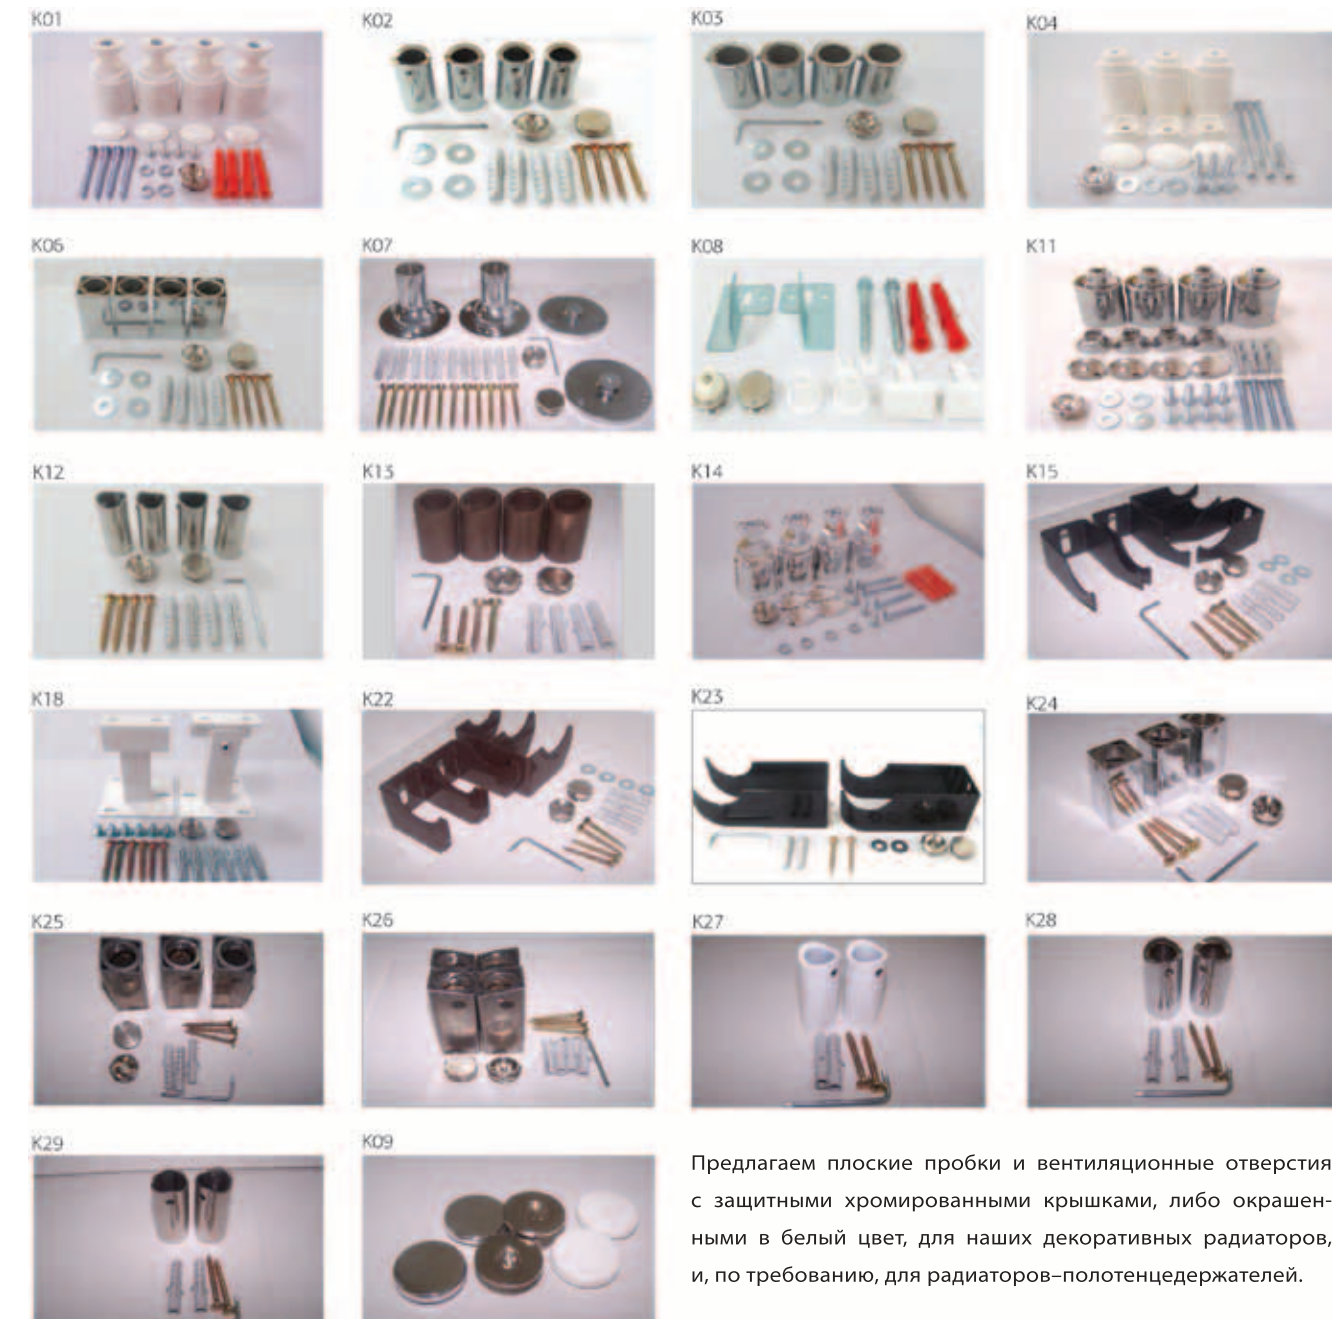 K01
K02
K03
K04
K06
K07
K08
K11
K12
K13
K14
K15
K18
K22
K23
K24
K25
K26
K27
K28
K29
K09
Предлагаем плоские пробки и вентиляционные отверстия
с защитными хромированными крышками, либо окрашен-
ными в белый цвет, для наших декоративных радиаторов,
и, по требованию, для радиаторов–полотенцедержателей.